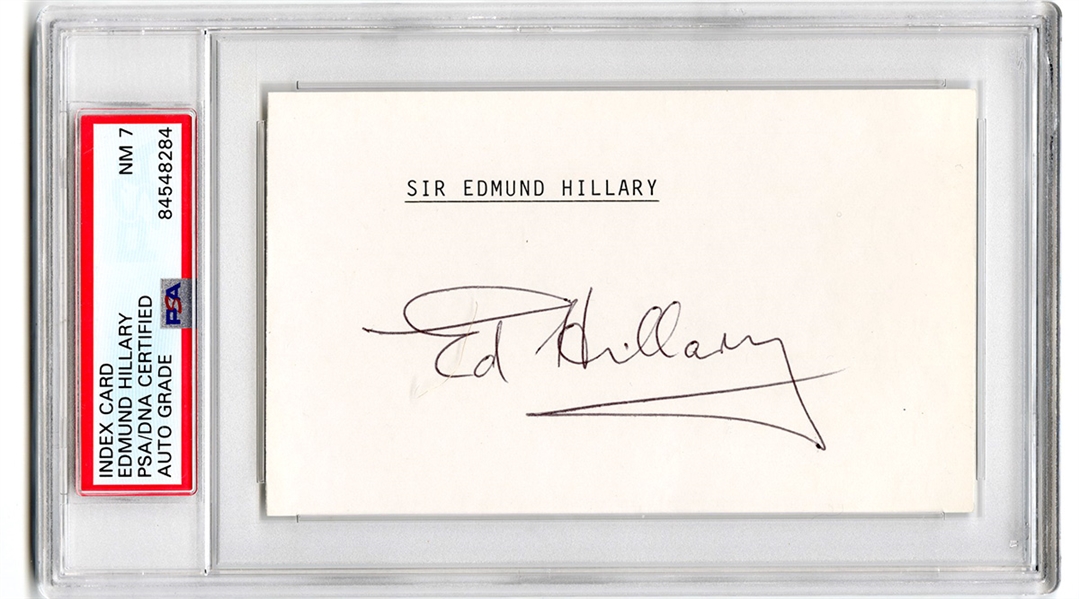 INDEX CARD
EDMUND HILLARY
PSA/DNA CERTIFIED
AUTO GRADE
NM 7
84548284
PSA
SIR EDMUND HILLARY
Ed Hillary